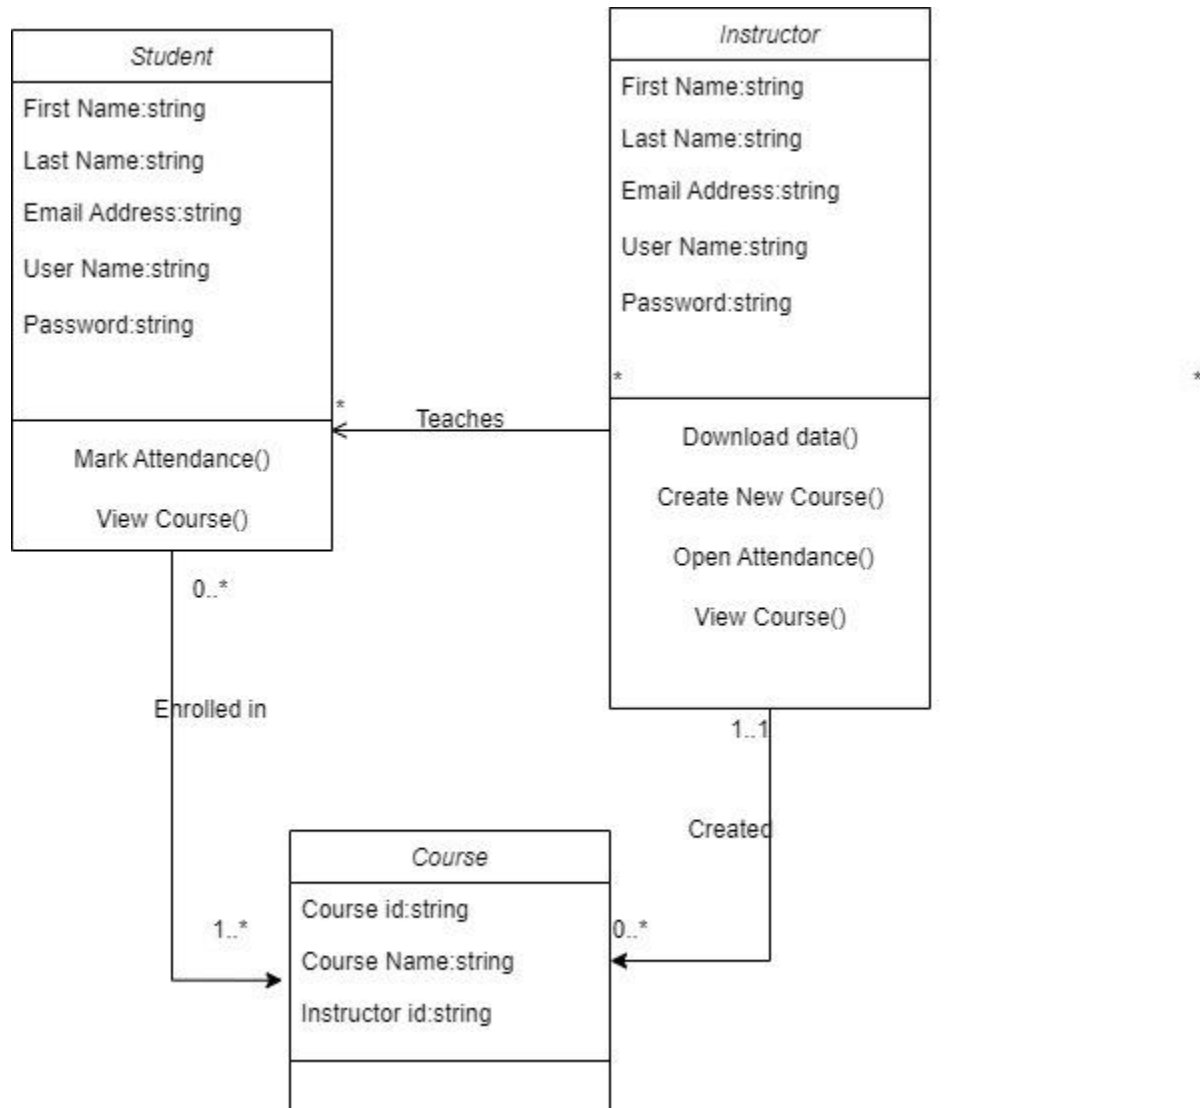 Student
First Name:string
Last Name:string
Email Address:string
User Name:string
Password:string
Mark Attendance()
View Course()
Instructor
First Name:string
Last Name:string
Email Address:string
User Name:string
Password:string
*
Download data()
Create New Course()
Open Attendance()
View Course()
*
*
Teaches
0..*
Enrolled in
1..*
1..1
Created
0..*
Course
Course id:string
Course Name:string
Instructor id:string